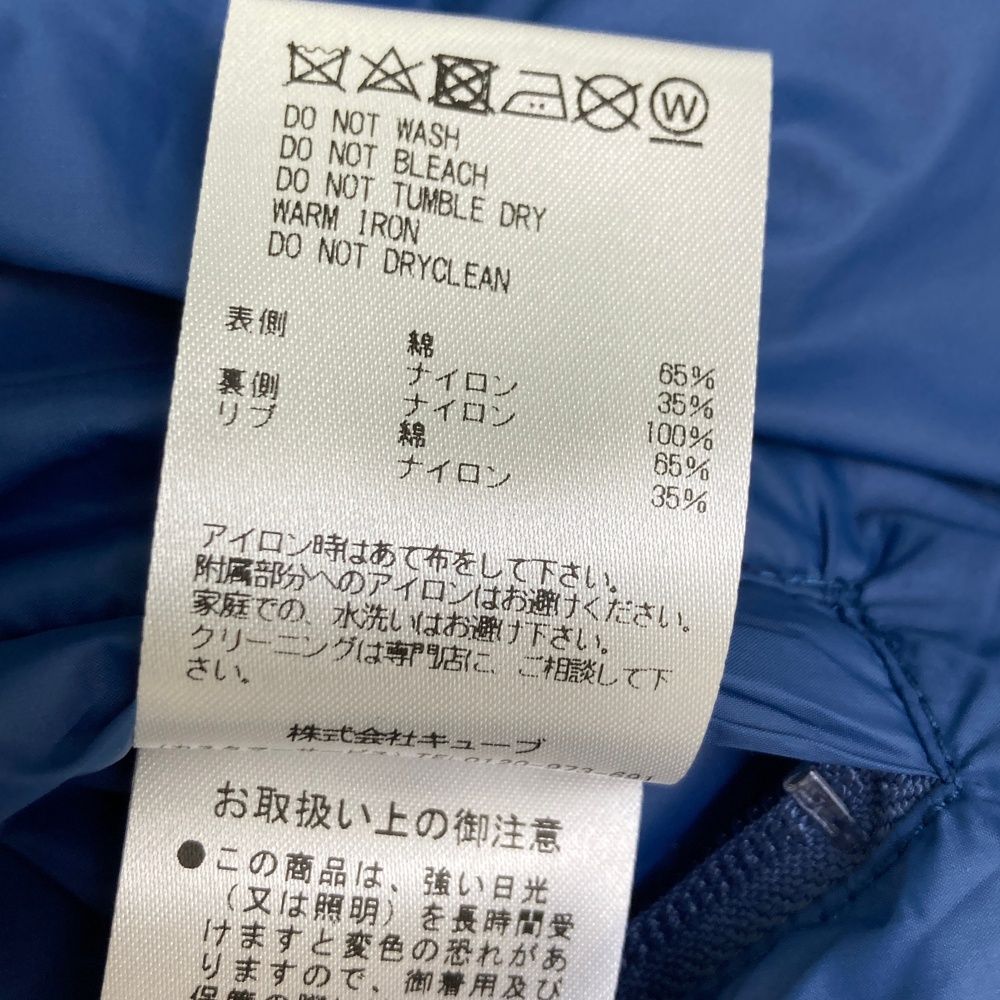 W
DO NOT WASH
DO NOT BLEACH
DO NOT TUMBLE DRY
WARM IRON
DO NOT DRYCLEAN
表側 綿 65%
ナイロン 35%
裏側 ナイロン 100%
リブ 綿 65%
ナイロン 35%
アイロン時はあて布をして下さい。
附属部分へのアイロンはお避けください。
家庭での、水洗いはお避け下さい。
クリーニングは専門店に、ご相談して下
さい。
株式会社キューブ
お取扱い上の御注意
●この商品は、強い日光
(又は照明)を長時間受
けますと変色の恐れがあ
りますので、御着用及び